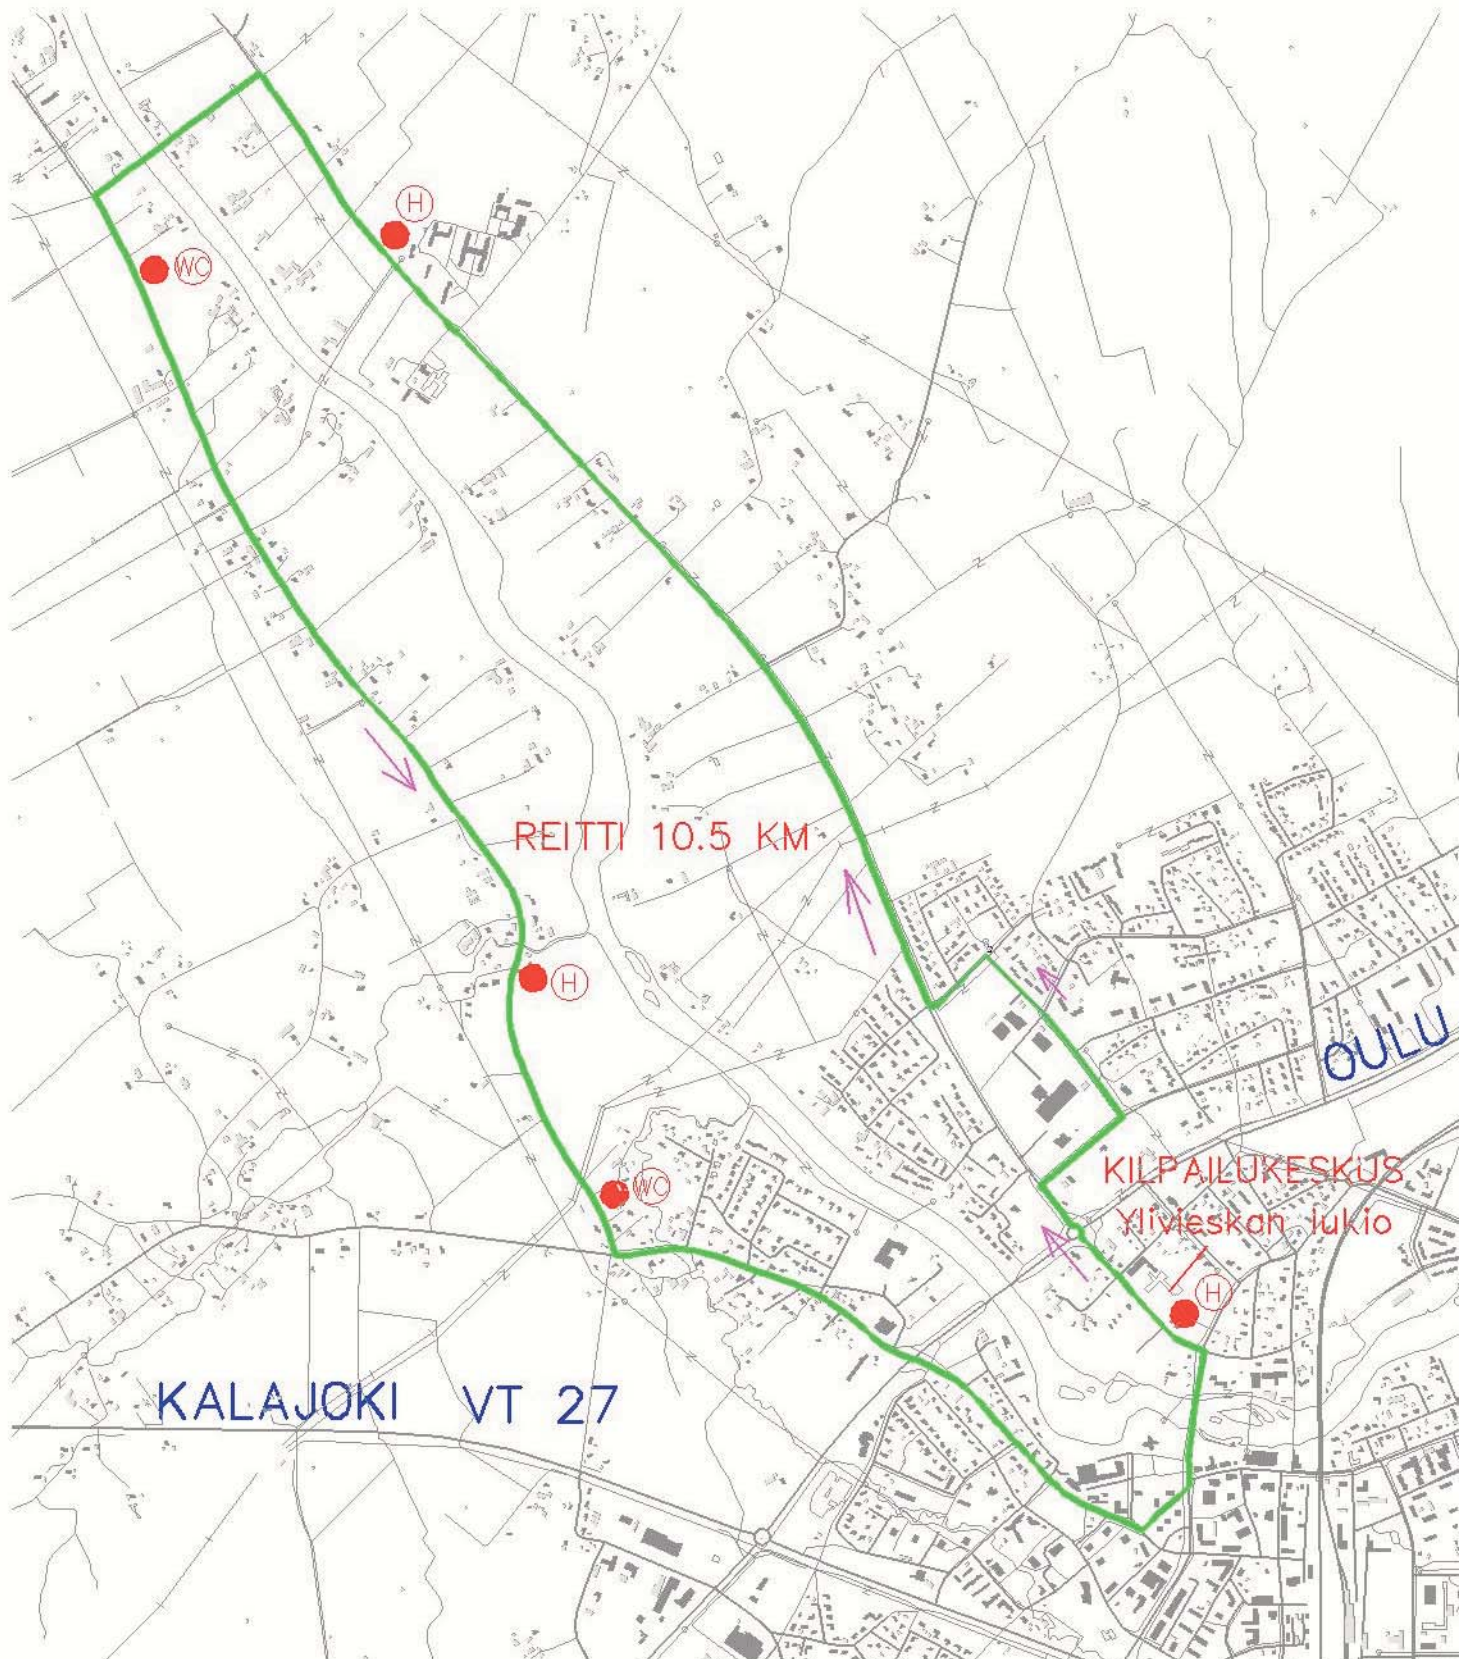 H
WC
REITTI 10.5 KM
H
OULU
KILPAILUKESKUS
Ylivieskan lukio
WC
H
KALAJOKI VT 27